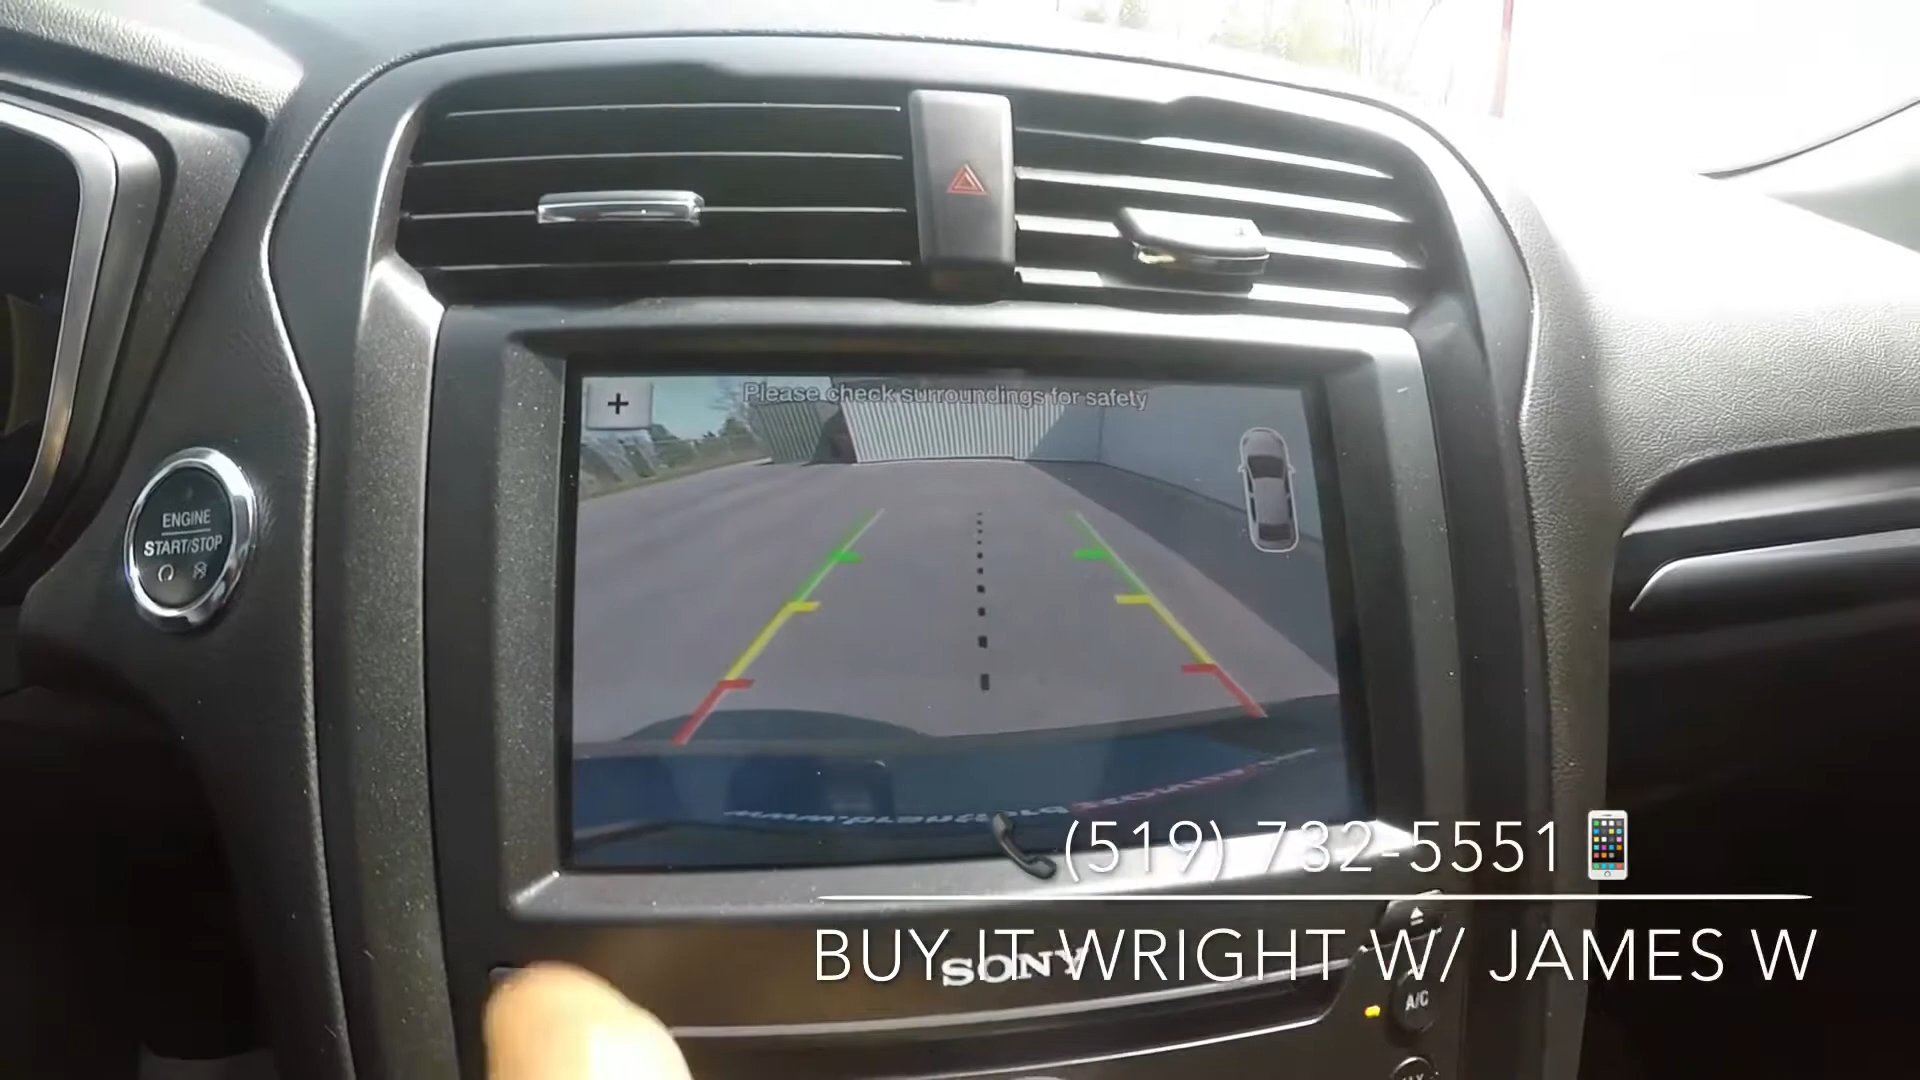 +
Please check surroundings for safety
ENGINE
START/STOP
(519) 732-5551
BUY IT WRIGHT W/ JAMES W
SONY
A/C